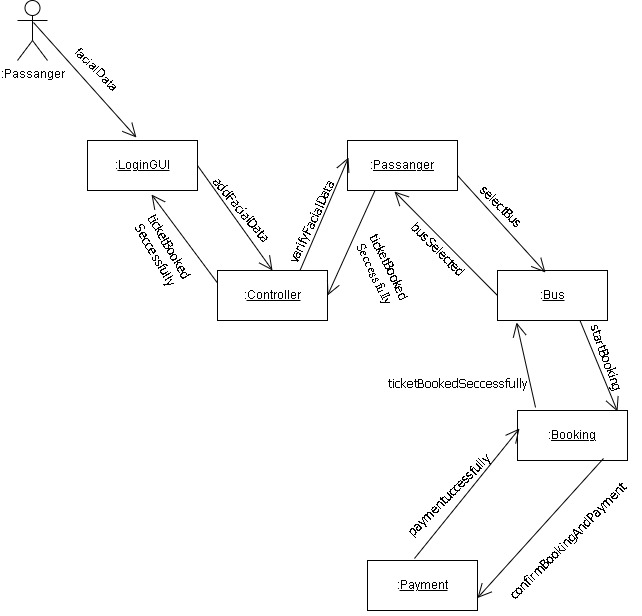 :Passanger
facialData
:LoginGUI
addFacialData
ticketBooked
Seccessfully
:Controller
varifyFacialData
:Passanger
ticketBooked
Seccessfully
selectBus
busSelected
:Bus
startBooking
ticketBookedSeccessfully
:Booking
paymentuccessfully
confirmBookingAndPayment
:Payment